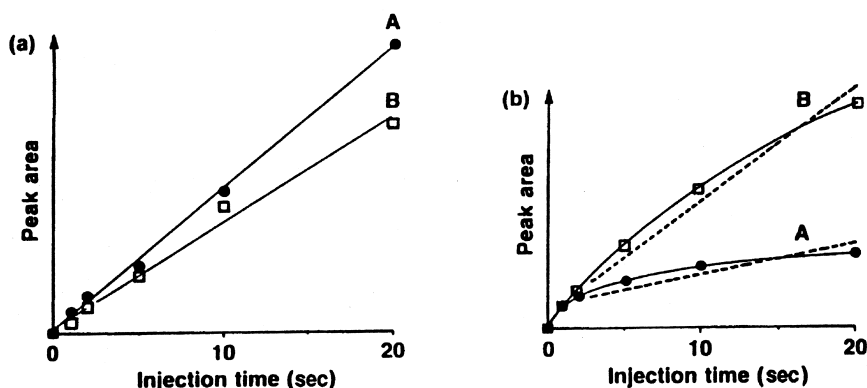 (a)
A
B
Peak area
0
10
20
Injection time (sec)
(b)
B
A
Peak area
0
10
20
Injection time (sec)